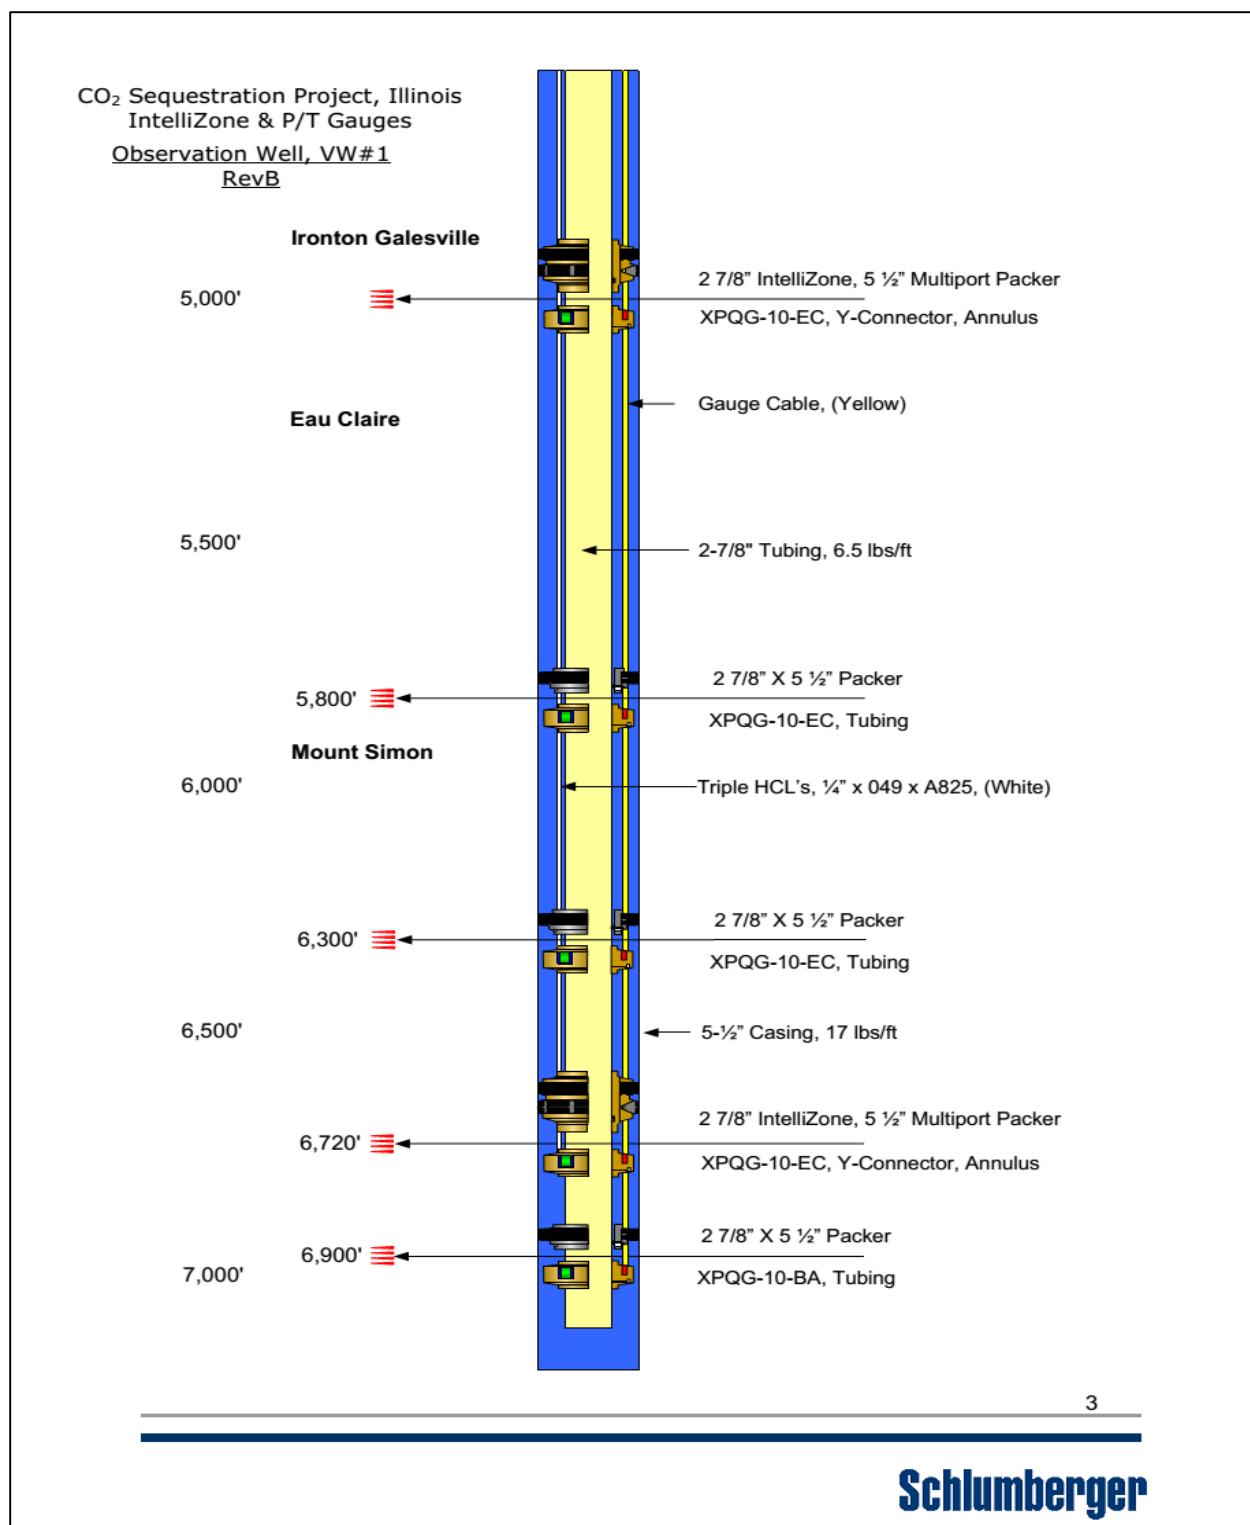 CO₂ Sequestration Project, Illinois
IntelliZone & P/T Gauges
Observation Well, VW#1
RevB
Ironton Galesville
2 7/8” IntelliZone, 5 ½” Multiport Packer
5,000'
XPQG-10-EC, Y-Connector, Annulus
Gauge Cable, (Yellow)
Eau Claire
5,500'
2-7/8" Tubing, 6.5 lbs/ft
2 7/8” X 5 ½” Packer
5,800'
XPQG-10-EC, Tubing
Mount Simon
6,000'
Triple HCL's, ¼” x 049 x A825, (White)
2 7/8” X 5 ½” Packer
6,300'
XPQG-10-EC, Tubing
6,500'
5-½” Casing, 17 lbs/ft
2 7/8” IntelliZone, 5 ½” Multiport Packer
6,720'
XPQG-10-EC, Y-Connector, Annulus
2 7/8” X 5 ½” Packer
6,900'
7,000'
XPQG-10-BA, Tubing
3
Schlumberger